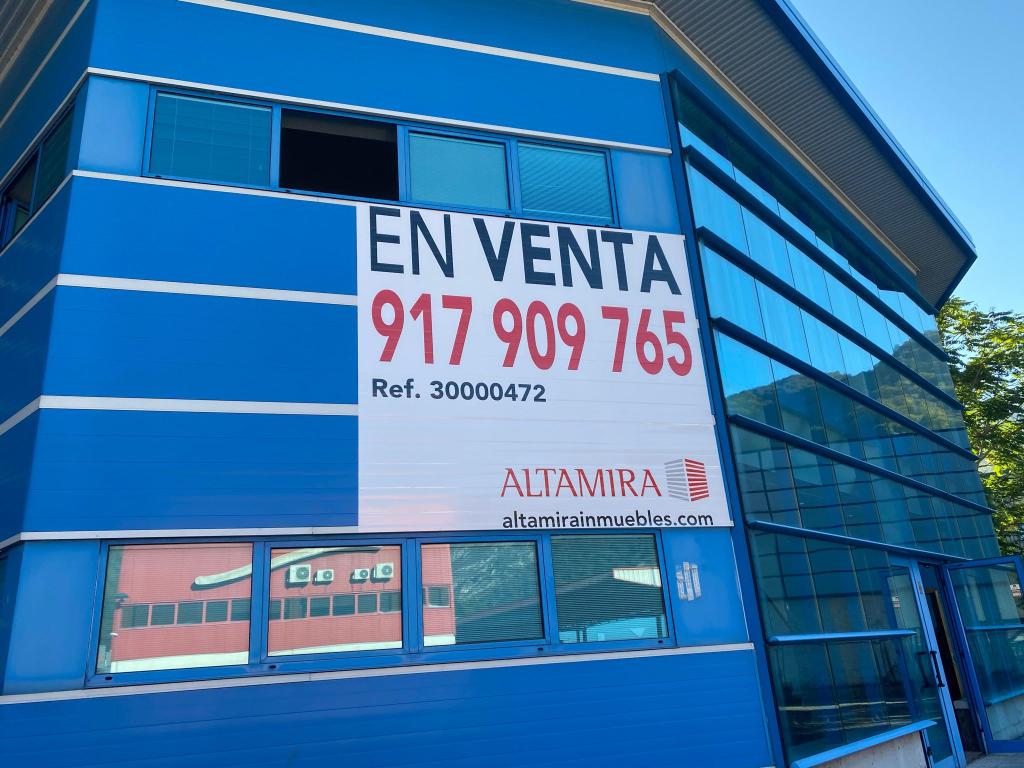 EN VENTA
917 909 765
Ref. 30000472
ALTAMIRA
altamirainmuebles.com